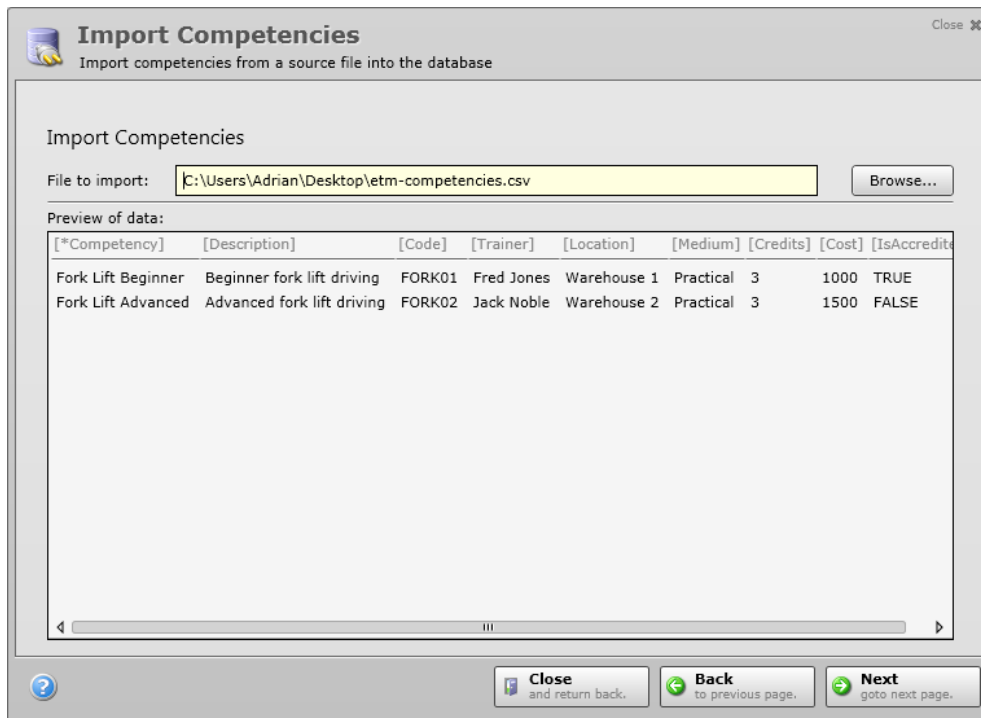 Close
Import Competencies
Import competencies from a source file into the database
Import Competencies
File to import: C:\Users\Adrian\Desktop\etm-competencies.csv Browse...
Preview of data:
[*Competency] [Description] [Code] [Trainer] [Location] [Medium] [Credits] [Cost] [IsAccredite
Fork Lift Beginner Beginner fork lift driving FORK01 Fred Jones Warehouse 1 Practical 3 1000 TRUE
Fork Lift Advanced Advanced fork lift driving FORK02 Jack Noble Warehouse 2 Practical 3 1500 FALSE
Close Back Next
and return back. to previous page. goto next page.